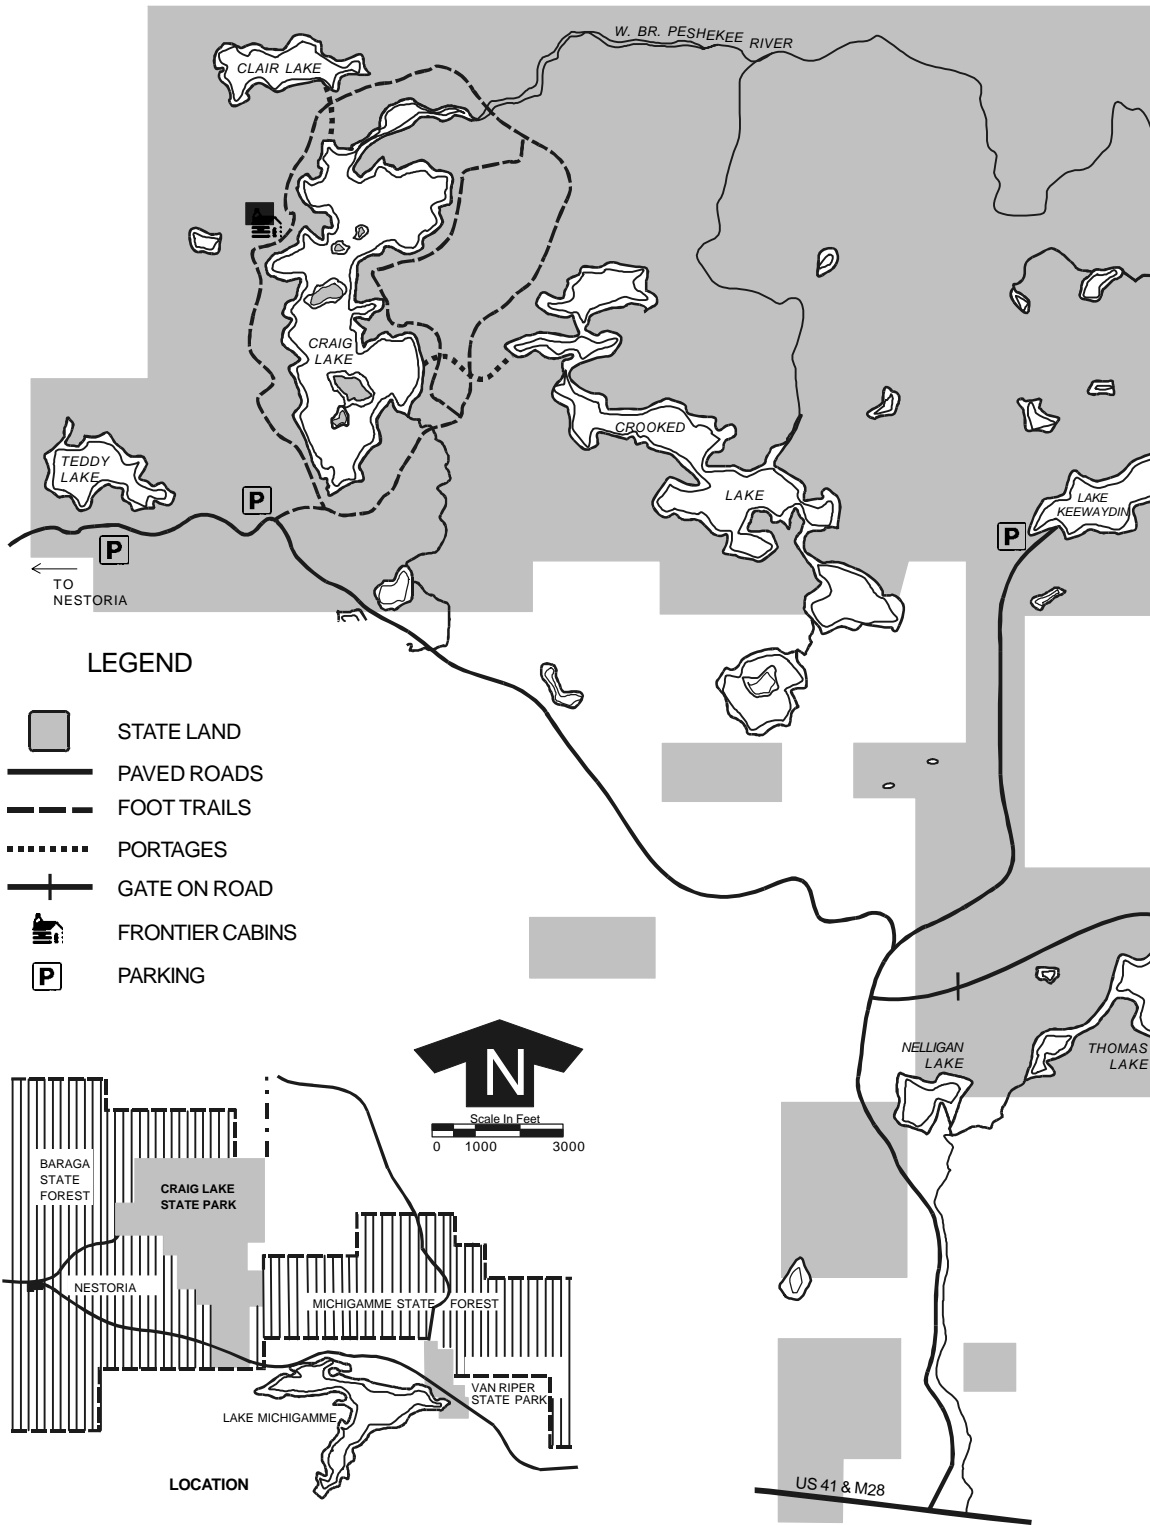 W. BR. PESHEKEE RIVER
CLAIR LAKE
CRAIG
LAKE
CROOKED
LAKE
TEDDY
LAKE
P
P
P
LAKE
KEEWAYDIN
TO
NESTORIA
LEGEND
STATE LAND
PAVED ROADS
FOOT TRAILS
PORTAGES
GATE ON ROAD
FRONTIER CABINS
P PARKING
NELLIGAN
LAKE
THOMAS
LAKE
N
Scale In Feet
0 1000 3000
BARAGA
STATE
FOREST
CRAIG LAKE
STATE PARK
NESTORIA
MICHIGAMME STATE FOREST
VAN RIPER
STATE PARK
LAKE MICHIGAMME
LOCATION
US 41 & M28